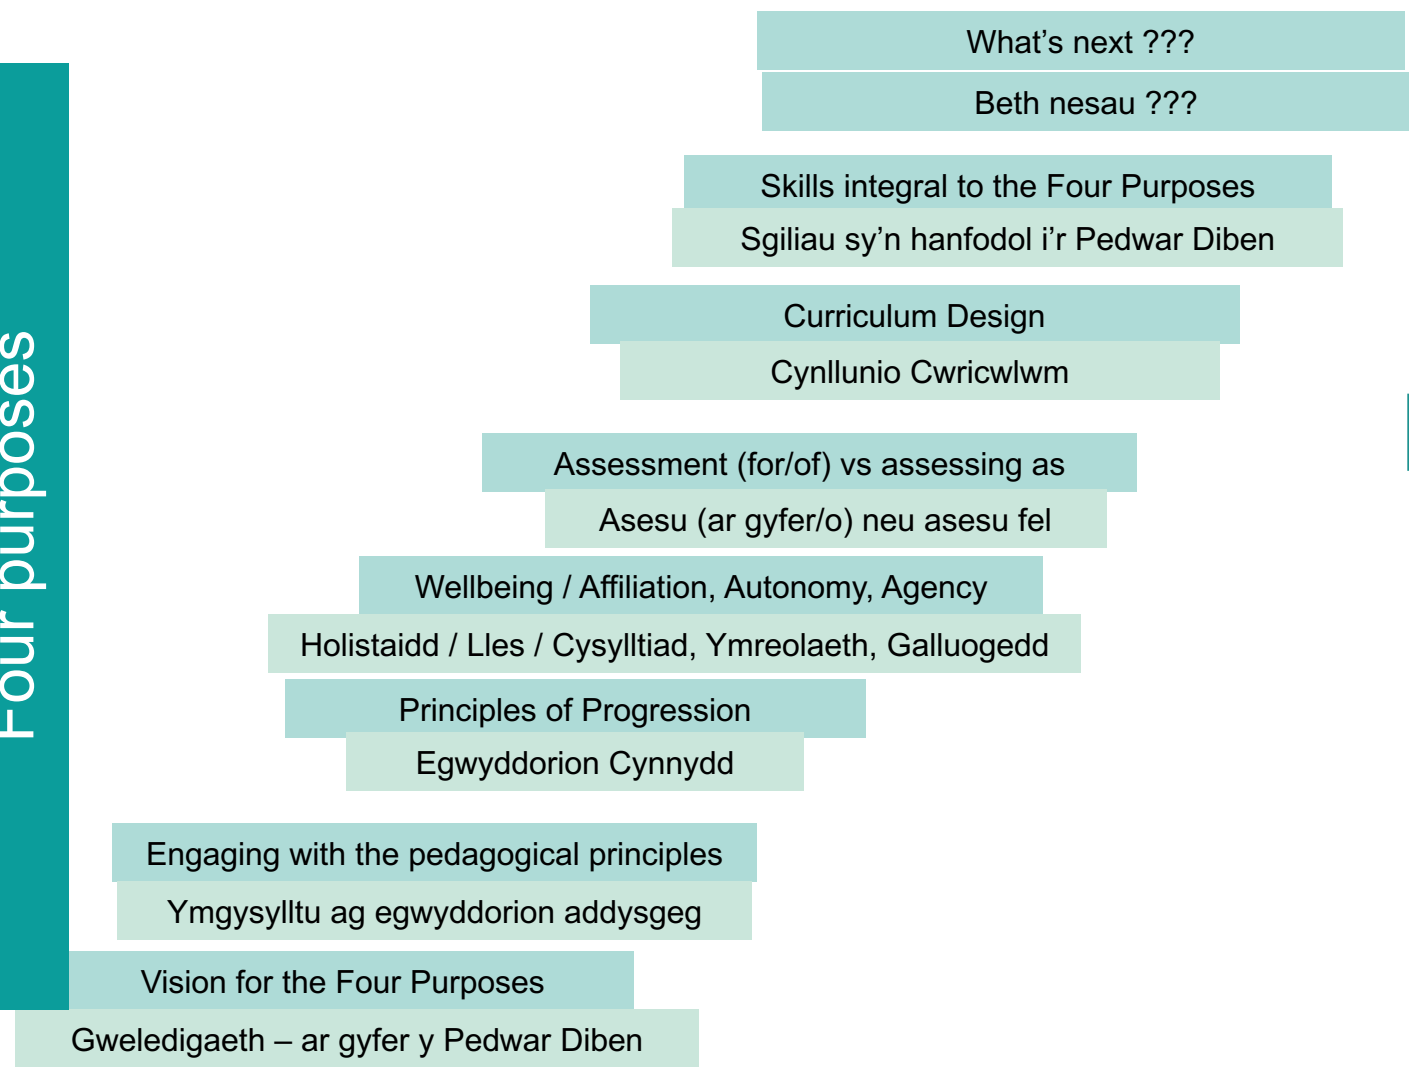 What’s next ???
Beth nesau ???
Skills integral to the Four Purposes
Sgiliau sy’n hanfodol i’r Pedwar Diben
Curriculum Design
Cynllunio Cwricwlwm
Assessment (for/of) vs assessing as
Asesu (ar gyfer/o) neu asesu fel
Wellbeing / Affiliation, Autonomy, Agency
Holistaidd / Lles / Cysylltiad, Ymreolaeth, Galluogedd
Principles of Progression
Egwyddorion Cynnydd
Engaging with the pedagogical principles
Ymgysylltu ag egwyddorion addysgeg
Vision for the Four Purposes
Gweledigaeth – ar gyfer y Pedwar Diben
Four purposes